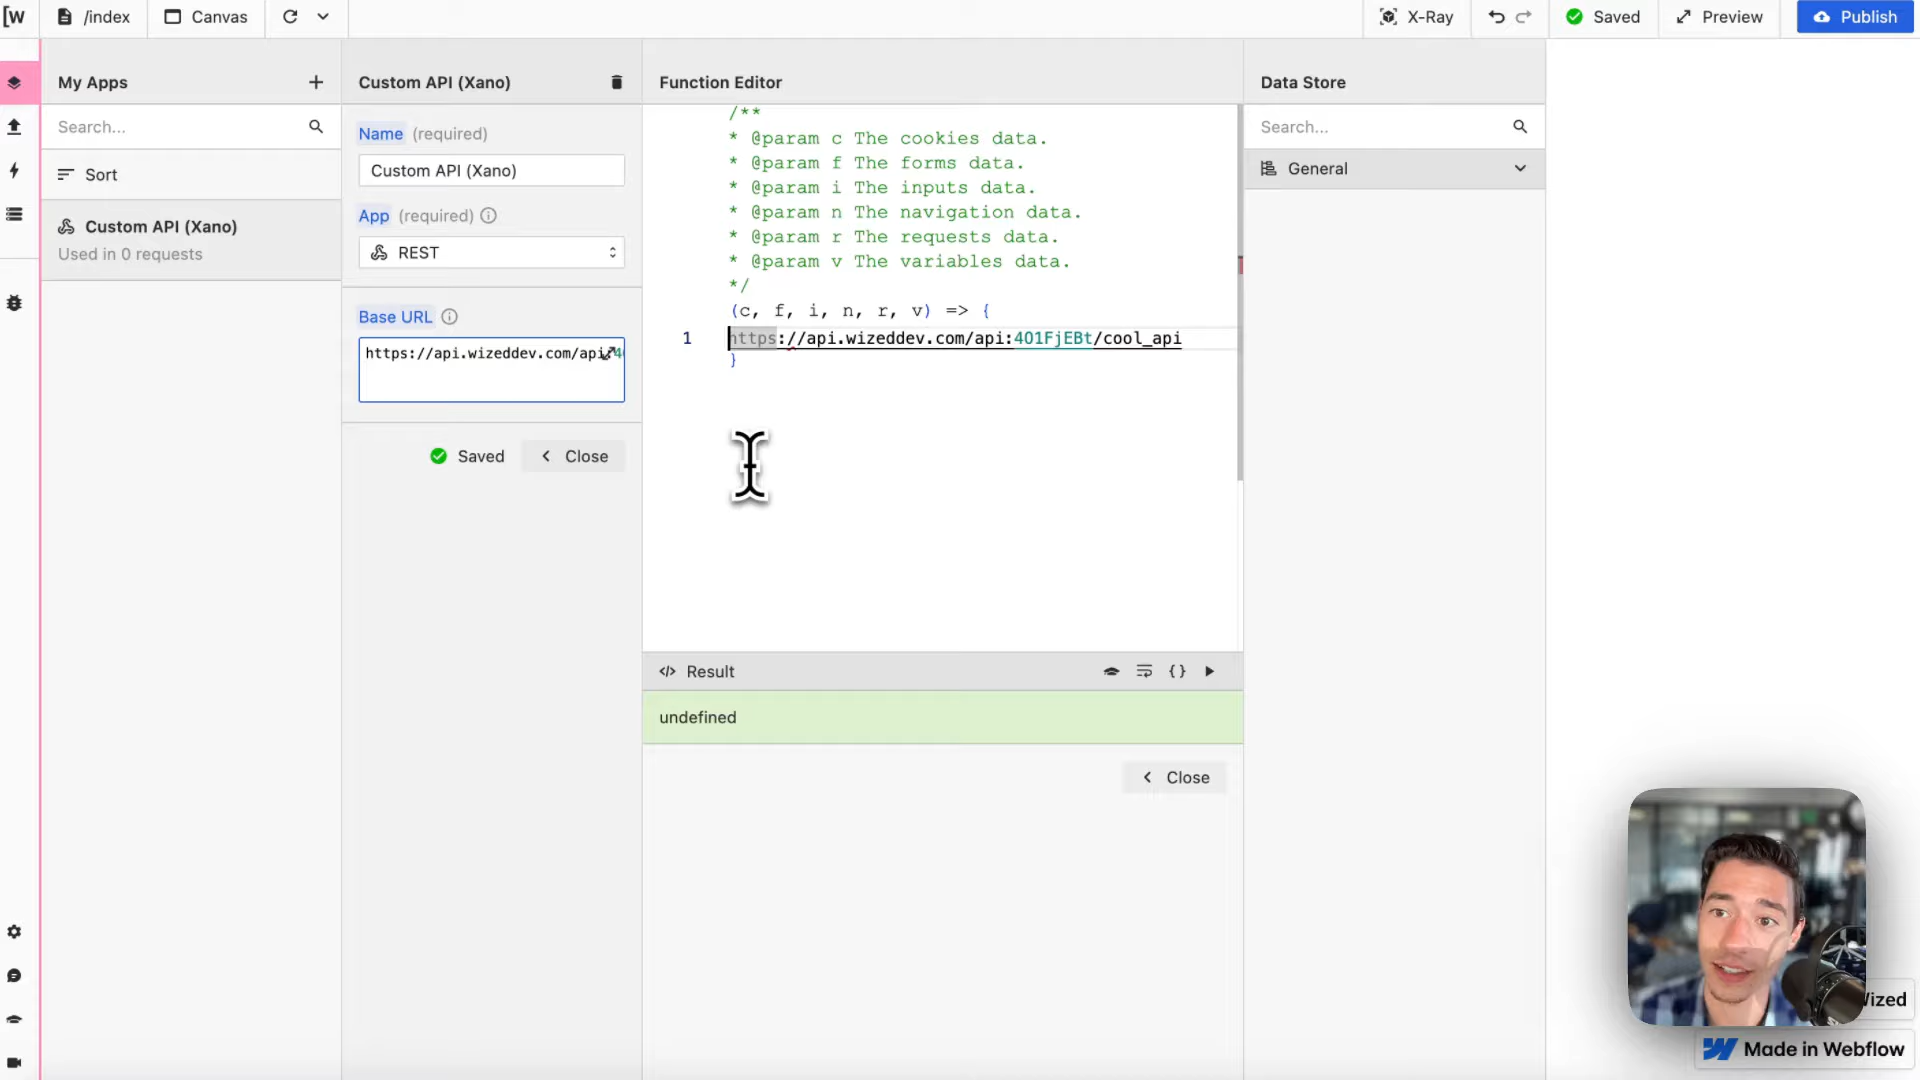 [W
/index
Canvas
X-Ray
Saved
Preview
Publish
My Apps
Search...
Sort
Custom API (Xano)
Used in 0 requests
Custom API (Xano)
Name (required)
Custom API (Xano)
App (required)
REST
Base URL
https://api.wizeddev.com/api:4
Saved
Close
Function Editor
/**
* @param c The cookies data.
* @param f The forms data.
* @param i The inputs data.
* @param n The navigation data.
* @param r The requests data.
* @param v The variables data.
*/
(c, f, i, n, r, v) => {
1 https://api.wizeddev.com/api:4O1FjEBt/cool_api
}
Result
undefined
Close
Data Store
Search...
General
Wized
Made in Webflow